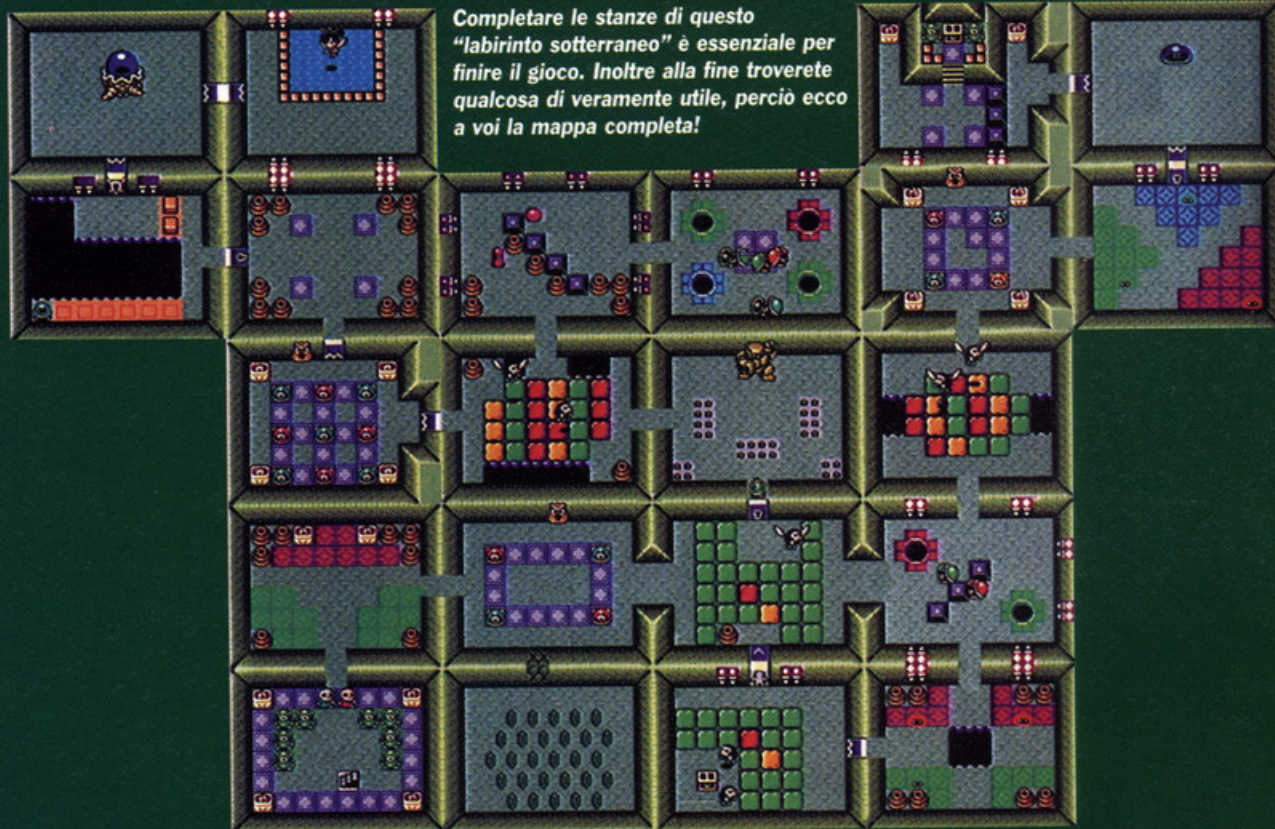 Completare le stanze di questo
“labirinto sotterraneo” è essenziale per
finire il gioco. Inoltre alla fine troverete
qualcosa di veramente utile, perciò ecco
a voi la mappa completa!